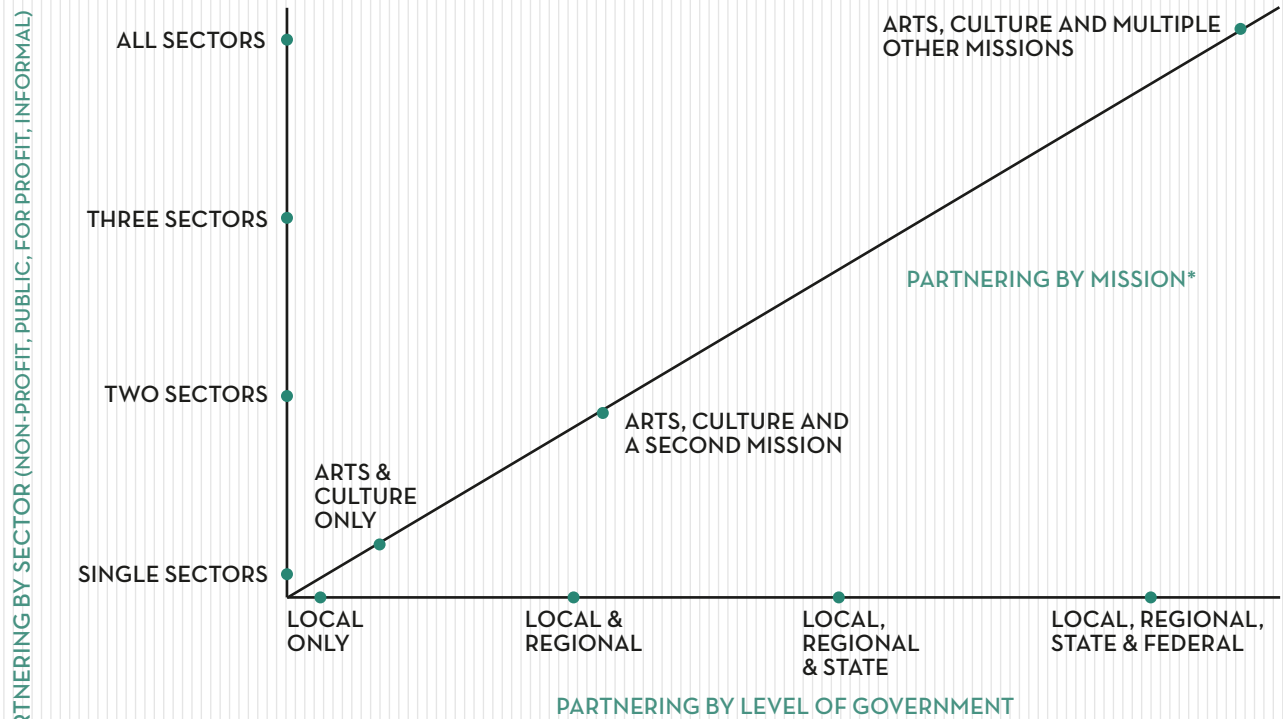 RTNERING BY SECTOR (NON-PROFIT, PUBLIC, FOR PROFIT, INFORMAL)
ALL SECTORS
THREE SECTORS
TWO SECTORS
SINGLE SECTORS
ARTS, CULTURE AND MULTIPLE
OTHER MISSIONS
PARTNERING BY MISSION*
ARTS, CULTURE AND
A SECOND MISSION
ARTS &
CULTURE
ONLY
LOCAL
ONLY
LOCAL &
REGIONAL
LOCAL,
REGIONAL
& STATE
LOCAL, REGIONAL,
STATE & FEDERAL
PARTNERING BY LEVEL OF GOVERNMENT